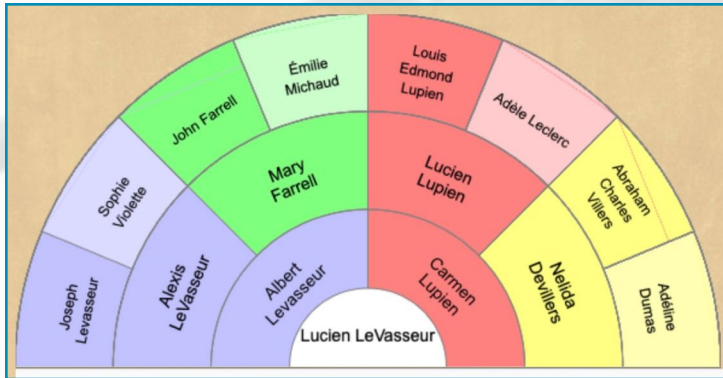 Louis
Edmond
Lupien
Émilie
Michaud
Adèle Leclerc
John Farrell
Abraham
Charles
Villers
Sophie
Violette
Mary
Farrell
Lucien
Lupien
Joseph
Levasseur
Alexis
LeVasseur
Albert
Levasseur
Carmen
Lupien
Nelida
Devillers
Adéline
Dumas
Lucien LeVasseur